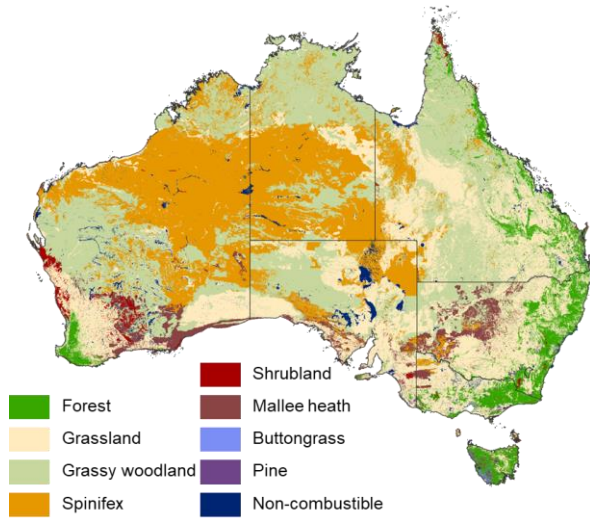 Shrubland
Forest
Mallee heath
Grassland
Buttongrass
Grassy woodland
Pine
Spinifex
Non-combustible